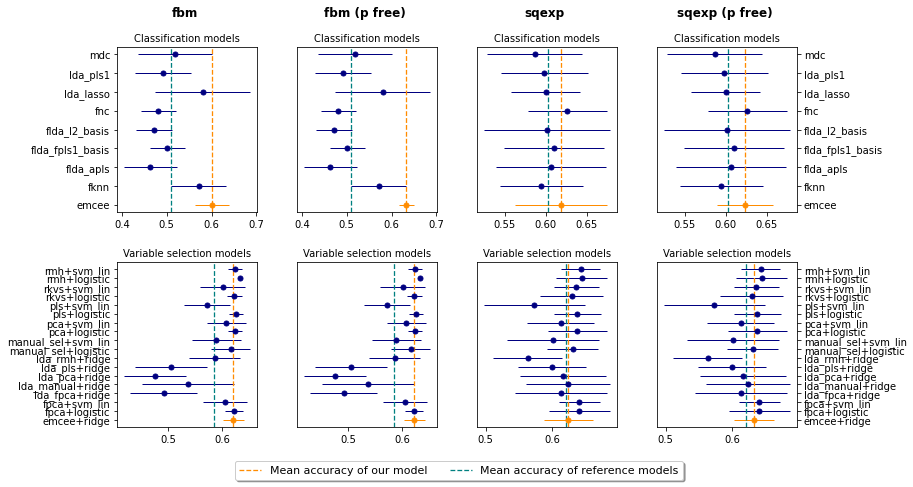 fbm
fbm (p free)
sqexp
sqexp (p free)
Classification models
Classification models
Classification models
Classification models
mdc
lda_pls1
lda_lasso
fnc
flda_l2_basis
flda_fpls1_basis
flda_apls
fknn
emcee
mdc
lda_pls1
lda_lasso
fnc
flda_l2_basis
flda_fpls1_basis
flda_apls
fknn
emcee
0.4 0.5 0.6 0.7
0.4 0.5 0.6 0.7
0.55 0.60 0.65
0.55 0.60 0.65
Variable selection models
Variable selection models
Variable selection models
Variable selection models
rmh+svm_lin
rmh+logistic
rkvs+svm_lin
rkvs+logistic
pls+svm_lin
pls+logistic
pca+svm_lin
pca+logistic
manual_sel+svm_lin
manual_sel+logistic
lda_rmh+ridge
lda_pls+ridge
lda_pca+ridge
lda_manual+ridge
lda_fpca+ridge
fpca+svm_lin
fpca+logistic
emcee+ridge
rmh+svm_lin
rmh+logistic
rkvs+svm_lin
rkvs+logistic
pls+svm_lin
pls+logistic
pca+svm_lin
pca+logistic
manual_sel+svm_lin
manual_sel+logistic
lda_rmh+ridge
lda_pls+ridge
lda_pca+ridge
lda_manual+ridge
lda_fpca+ridge
fpca+svm_lin
fpca+logistic
emcee+ridge
0.5 0.6
0.5 0.6
0.5 0.6
0.5 0.6
Mean accuracy of our model
Mean accuracy of reference models